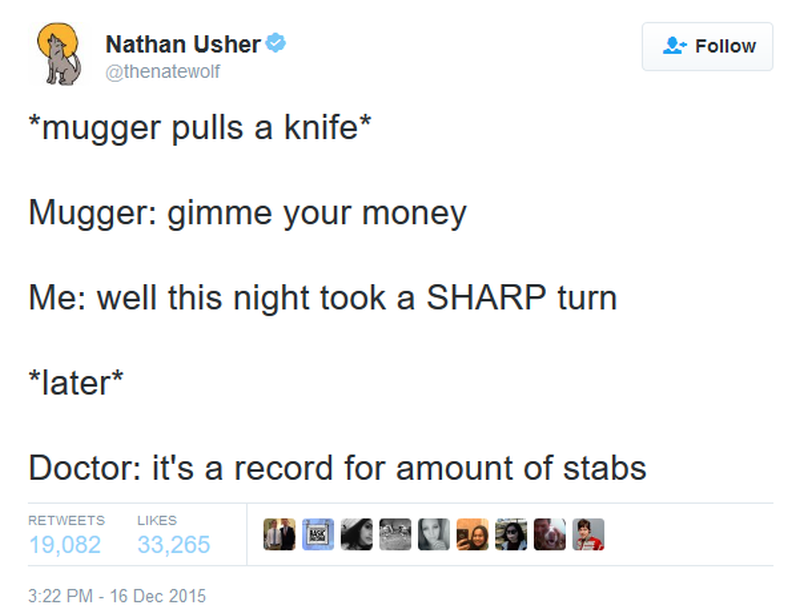 Nathan Usher
@thenatewolf
Follow
*mugger pulls a knife*
Mugger: gimme your money
Me: well this night took a SHARP turn
*later*
Doctor: it's a record for amount of stabs
RETWEETS LIKES
19,082 33,265
3:22 PM - 16 Dec 2015